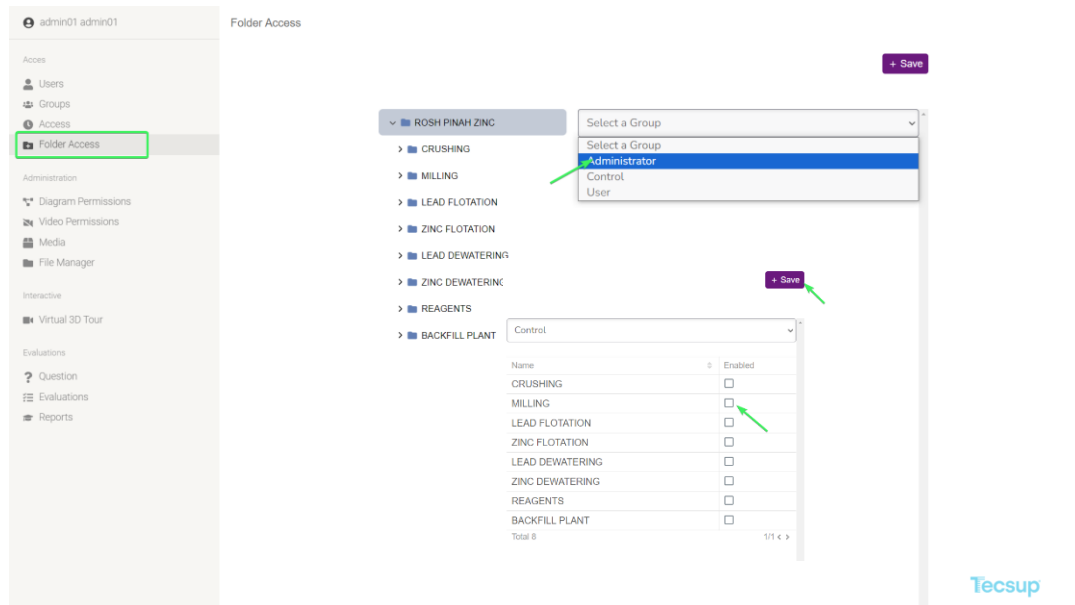 admin01 admin01
Acces
Users
Groups
Access
Folder Access
Administration
Diagram Permissions
Video Permissions
Media
File Manager
Interactive
Virtual 3D Tour
Evaluations
Question
Evaluations
Reports
Folder Access
+ Save
ROSH PINAH ZINC
CRUSHING
MILLING
LEAD FLOTATION
ZINC FLOTATION
LEAD DEWATERING
ZINC DEWATERING
REAGENTS
BACKFILL PLANT
Select a Group
Select a Group
Administrator
Control
User
+ Save
Control
Name Enabled
CRUSHING
MILLING
LEAD FLOTATION
ZINC FLOTATION
LEAD DEWATERING
ZINC DEWATERING
REAGENTS
BACKFILL PLANT
Total 8 1/1 < >
Tecsup